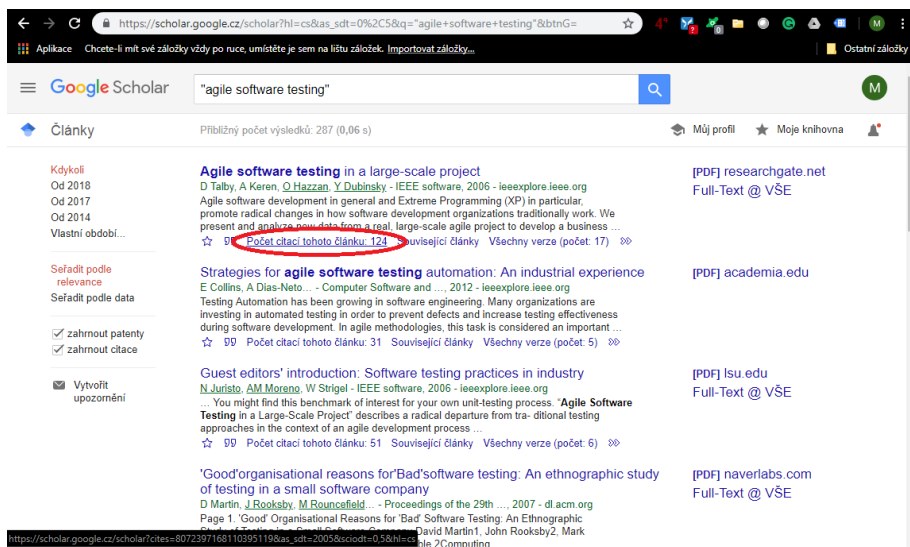 https://scholar.google.cz/scholar?hl=cs&as_sdt=0%2C5&q="agile+software+testing"&btnG=
Aplikace Chcete-li mít své záložky vždy po ruce, umístěte je sem na lištu záložek. Importovat záložky... Ostatní záložky
Google Scholar "agile software testing" M
Články Přibližný počet výsledků: 287 (0,06 s) Můj profil Moje knihovna
Kdykoli
Od 2018
Od 2017
Od 2014
Vlastní období...
Seřadit podle
relevance
Seřadit podle data
zahrnout patenty
zahrnout citace
Vytvořit
upozornění
Agile software testing in a large-scale project
D Talby, A Keren, O Hazzan, Y Dubinsky - IEEE software, 2006 - ieeexplore.ieee.org
Agile software development in general and Extreme Programming (XP) in particular,
promote radical changes in how software development organizations traditionally work. We
present and analyze new data from a real, large-scale agile project to develop a business ...
Počet citací tohoto článku: 124 Související články Všechny verze (počet: 17)
[PDF] researchgate.net
Full-Text @ VŠE
Strategies for agile software testing automation: An industrial experience
E Collins, A Dias-Neto... - Computer Software and ..., 2012 - ieeexplore.ieee.org
Testing Automation has been growing in software engineering. Many organizations are
investing in automated testing in order to prevent defects and increase testing effectiveness
during software development. In agile methodologies, this task is considered an important ...
Počet citací tohoto článku: 31 Související články Všechny verze (počet: 5)
[PDF] academia.edu
Guest editors' introduction: Software testing practices in industry
N Juristo, AM Moreno, W Strigel - IEEE software, 2006 - ieeexplore.ieee.org
... You might find this benchmark of interest for your own unit-testing process. "Agile Software
Testing in a Large-Scale Project" describes a radical departure from tra- ditional testing
approaches in the context of an agile development process ...
Počet citací tohoto článku: 51 Související články Všechny verze (počet: 6)
[PDF] lsu.edu
Full-Text @ VŠE
'Good'organisational reasons for'Bad'software testing: An ethnographic study
of testing in a small software company
D Martin, J Rooksby, M Rouncefield... - Proceedings of the 29th ..., 2007 - dl.acm.org
Page 1. 'Good' Organisational Reasons for 'Bad' Software Testing: An Ethnographic
David Martin1, John Rooksby2, Mark
2Computing
[PDF] naverlabs.com
Full-Text @ VŠE
https://scholar.google.cz/scholar?cites=8072397168110395119&as_sdt=2005&sciodt=0,5&hl=cs